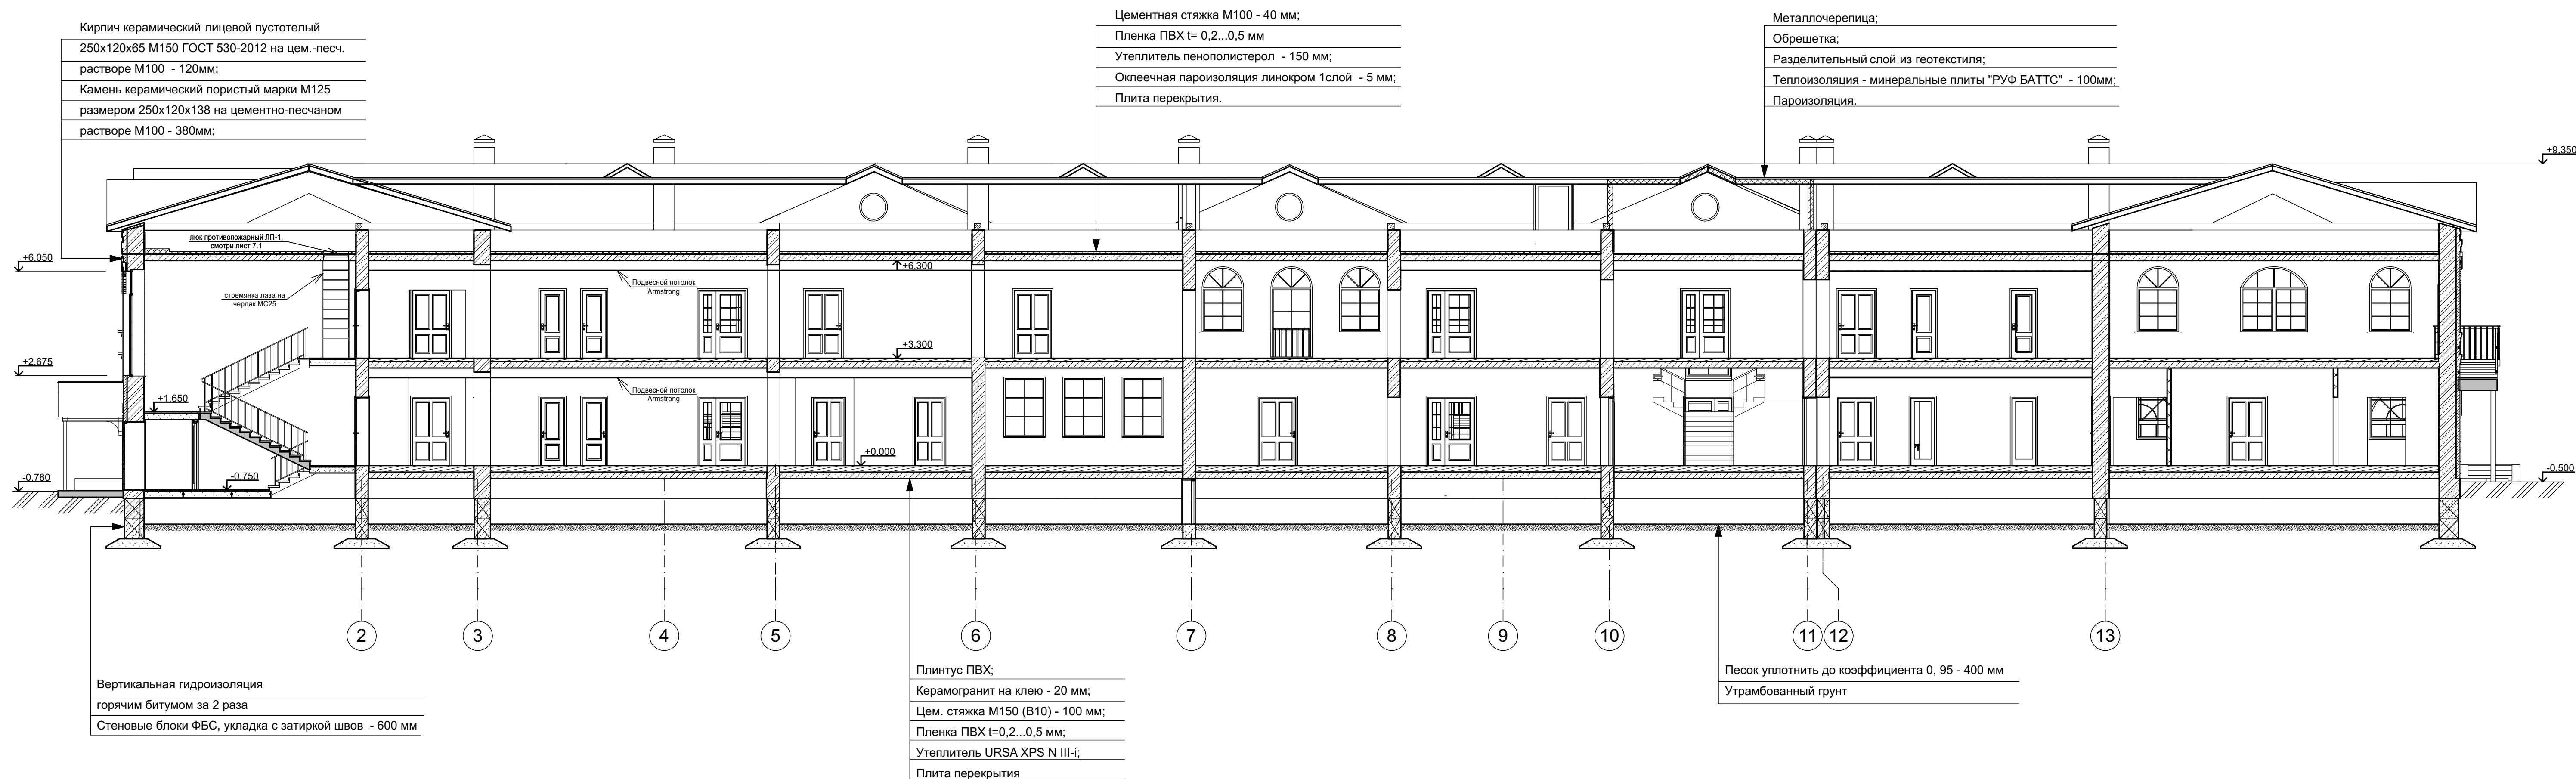 Кирпич керамический лицевой пустотелый
250х120х65 М150 ГОСТ 530-2012 на цем.-песч.
растворе М100 - 120мм;
Камень керамический пористый марки М125
размером 250х120х138 на цементно-песчаном
растворе М100 - 380мм;
Цементная стяжка М100 - 40 мм;
Пленка ПВХ t= 0,2...0,5 мм
Утеплитель пенополистерол - 150 мм;
Оклеечная пароизоляция линокром 1слой - 5 мм;
Плита перекрытия.
Металлочерепица;
Обрешетка;
Разделительный слой из геотекстиля;
Теплоизоляция - минеральные плиты "РУФ БАТТС" - 100мм;
Пароизоляция.
+9.350
люк противопожарный ЛП-1,
смотри лист 7.1
+6.050
+6.300
Подвесной потолок
Armstrong
стремянка лаза на
чердак МС25
+3.300
+2.675
Подвесной потолок
Armstrong
+1.650
+0.000
-0.780
-0.750
-0.500
2
3
4
5
6
7
8
9
10
11
12
13
Вертикальная гидроизоляция
горячим битумом за 2 раза
Стеновые блоки ФБС, укладка с затиркой швов - 600 мм
Плинтус ПВХ;
Керамогранит на клею - 20 мм;
Цем. стяжка М150 (В10) - 100 мм;
Пленка ПВХ t=0,2...0,5 мм;
Утеплитель URSA XPS N III-i;
Плита перекрытия
Песок уплотнить до коэффициента 0, 95 - 400 мм
Утрамбованный грунт